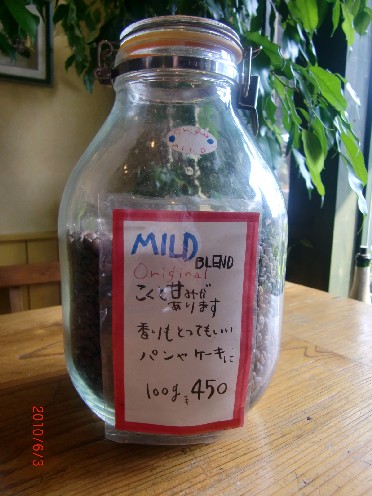 MILD
BLEND
Original
こくと甘みが
あります
香りもとってもいい
パンやケーキに
100g ¥450
2010/6/3